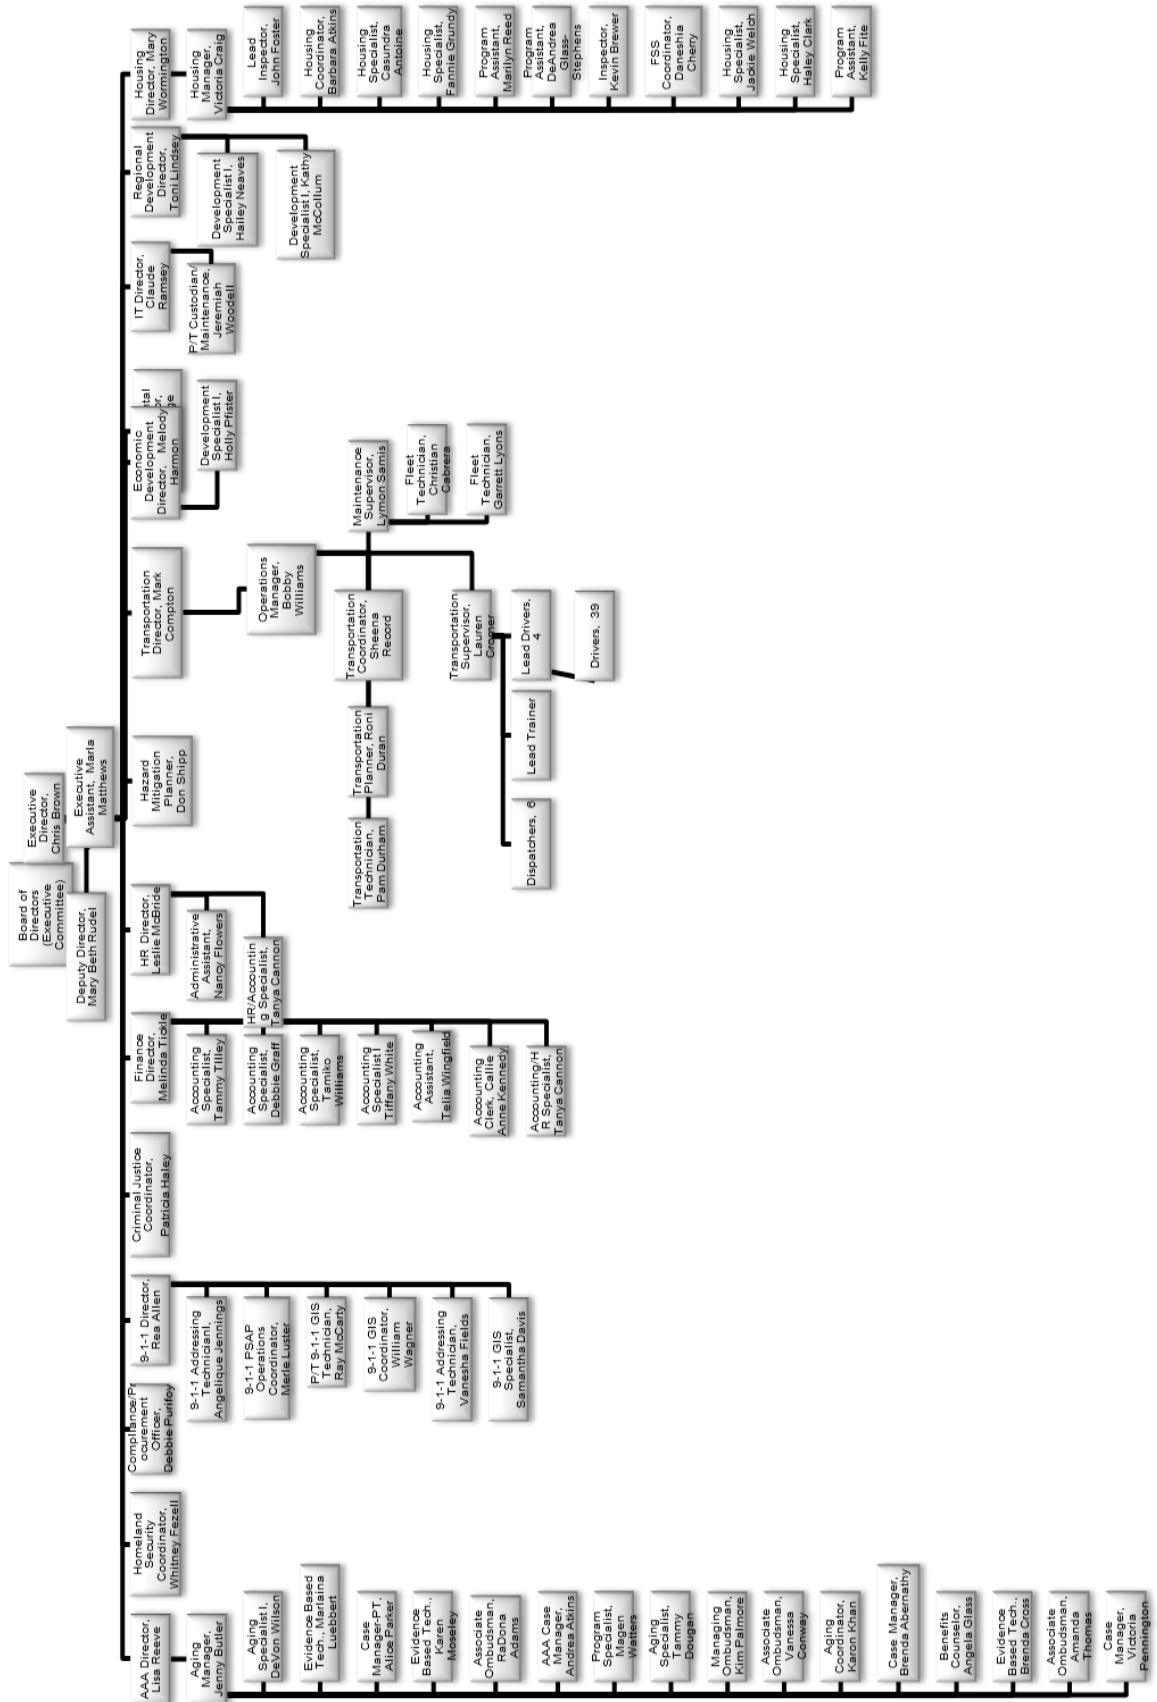 Board of
Directors
(Executive
Committee)
Executive
Director,
Chris Brown
Deputy Director,
Mary Beth Rudel
Executive
Assistant, Marla
Matthews
AAA Director,
Lisa Reeve
Aging
Manager,
Jenny Butler
Aging
Specialist I,
DeVon Wilson
Evidence Based
Tech., Marlaina
Luebbert
Case
Manager-PT,
Alice Parker
Evidence
Based Tech.,
Karen
Moseley
Associate
Ombudsman,
RaDona
Adams
AAA Case
Manager,
Andrea Atkins
Program
Specialist,
Magen
Watters
Aging
Specialist,
Tammy
Dougan
Managing
Ombudsman,
Kim Palmore
Associate
Ombudsman,
Vanessa
Conway
Aging
Coordinator,
Karon Khan
Case Manager,
Brenda Abernathy
Benefits
Counselor,
Angela Glass
Evidence
Based Tech.,
Brenda Cross
Associate
Ombudsman,
Amanda
Thomas
Case
Manager,
Victoria
Pennington
Homeland
Security
Coordinator,
Whitney Fezell
Compliance/Pr
ocurement
Officer,
Debbie Purifoy
9-1-1 Director,
Rea Allen
9-1-1 Addressing
TechnicianI,
Angelique Jennings
9-1-1 PSAP
Operations
Coordinator,
Merle Luster
P/T 9-1-1 GIS
Technician,
Ray McCarty
9-1-1 GIS
Coordinator,
William
Wagner
9-1-1 Addressing
Technician,
Vanesha Fields
9-1-1 GIS
Specialist,
Samantha Davis
Criminal Justice
Coordinator,
Patricia Haley
Finance
Director,
Melinda Tickle
Accounting
Specialist,
Tammy TIlley
Accounting
Specialist,
Debbie Graff
Accounting
Specialist,
Tamiko
Williams
Accounting
Specialist I
Tiffany White
Accounting
Assistant,
Telia Wingfield
Accounting
Clerk, Callie
Anne Kennedy
Accounting/H
R Specialist,
Tanya Cannon
HR Director,
Leslie McBride
Administrative
Assistant,
Nancy Flowers
HR/Accountin
g Specialist,
Tanya Cannon
Hazard
Mitigation
Planner,
Don Shipp
Transportation
Director, Mark
Compton
Operations
Manager,
Bobby
Williams
Transportation
Technician,
Pam Durham
Transportation
Planner, Roni
Duran
Transportation
Coordinator,
Sheena
Record
Maintenance
Supervisor,
Lymon Samis
Fleet
Technician,
Christian
Cabrera
Fleet
Technician,
Garrett Lyons
Transportation
Supervisor,
Lauren
Cromer
Dispatchers, 6
Lead Trainer
Lead Drivers,
4
Drivers, 39
Economic
Development
Director, Melody
Harmon
Development
Specialist I,
Holly Pfister
IT Director,
Claude
Ramsey
P/T Custodian/
Maintenance,
Jeremiah
Woodell
Regional
Development
Director,
Toni Lindsey
Development
Specialist I,
Hailey Neaves
Development
Specialist I, Kathy
McCollum
Housing
Director, Mary
Wormington
Housing
Manager,
Victoria Craig
Lead
Inspector,
John Foster
Housing
Coordinator,
Barbara Atkins
Housing
Specialist,
Casundra
Antoine
Housing
Specialist,
Fannie Grundy
Program
Assistant,
Marilyn Reed
Program
Assistant,
DeAndrea
Glass-
Stephens
Inspector,
Kevin Brewer
FSS
Coordinator,
Daneshia
Cherry
Housing
Specialist,
Jackie Welch
Housing
Specialist,
Haley Clark
Program
Assistant,
Kelly Fite